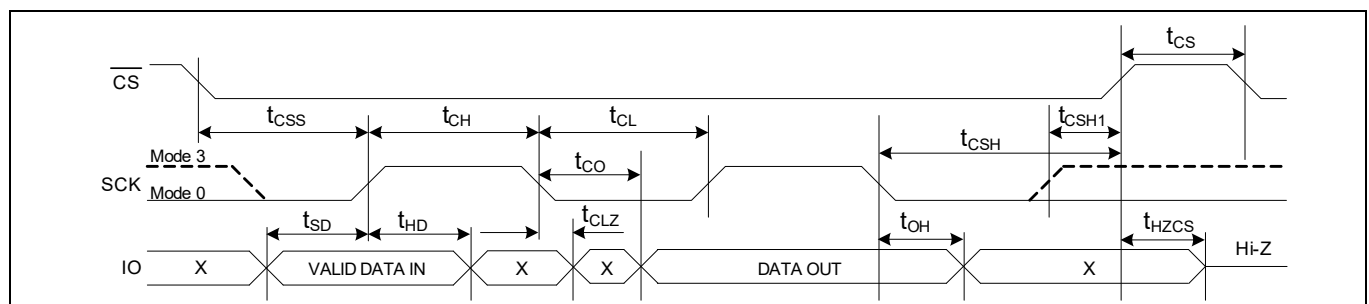 tCS
CS
tCSS
tCH
tCL
tCSH1
tCSH
Mode 3
SCK
Mode 0
tCO
tSD
tHD
tCLZ
tOH
tHZCS
IO
X
VALID DATA IN
X
X
DATA OUT
X
Hi-Z